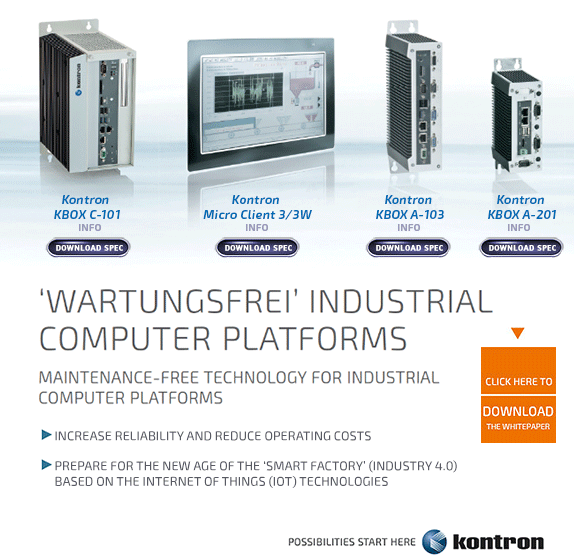 kontron
Kontron
KBOX C-101
INFO
DOWNLOAD SPEC
Kontron
Micro Client 3/3W
INFO
DOWNLOAD SPEC
Kontron
KBOX A-103
INFO
DOWNLOAD SPEC
Kontron
KBOX A-201
INFO
DOWNLOAD SPEC
‘WARTUNGSFREI’ INDUSTRIAL
COMPUTER PLATFORMS
MAINTENANCE-FREE TECHNOLOGY FOR INDUSTRIAL
COMPUTER PLATFORMS
INCREASE RELIABILITY AND REDUCE OPERATING COSTS
PREPARE FOR THE NEW AGE OF THE ‘SMART FACTORY’ (INDUSTRY 4.0)
BASED ON THE INTERNET OF THINGS (IOT) TECHNOLOGIES
CLICK HERE TO
DOWNLOAD
THE WHITEPAPER
POSSIBILITIES START HERE kontron